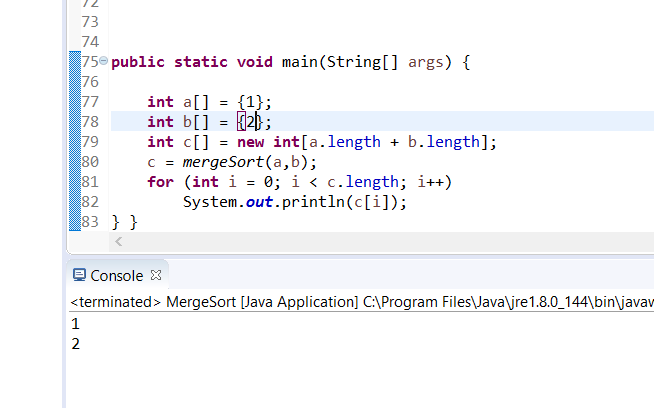 72
73
74
75 public static void main(String[] args) {
76
77 int a[] = {1};
78 int b[] = {2};
79 int c[] = new int[a.length + b.length];
80 c = mergeSort(a,b);
81 for (int i = 0; i < c.length; i++)
82 System.out.println(c[i]);
83 } }
Console
<terminated> MergeSort [Java Application] C:\Program Files\Java\jre1.8.0_144\bin\javaw
1
2